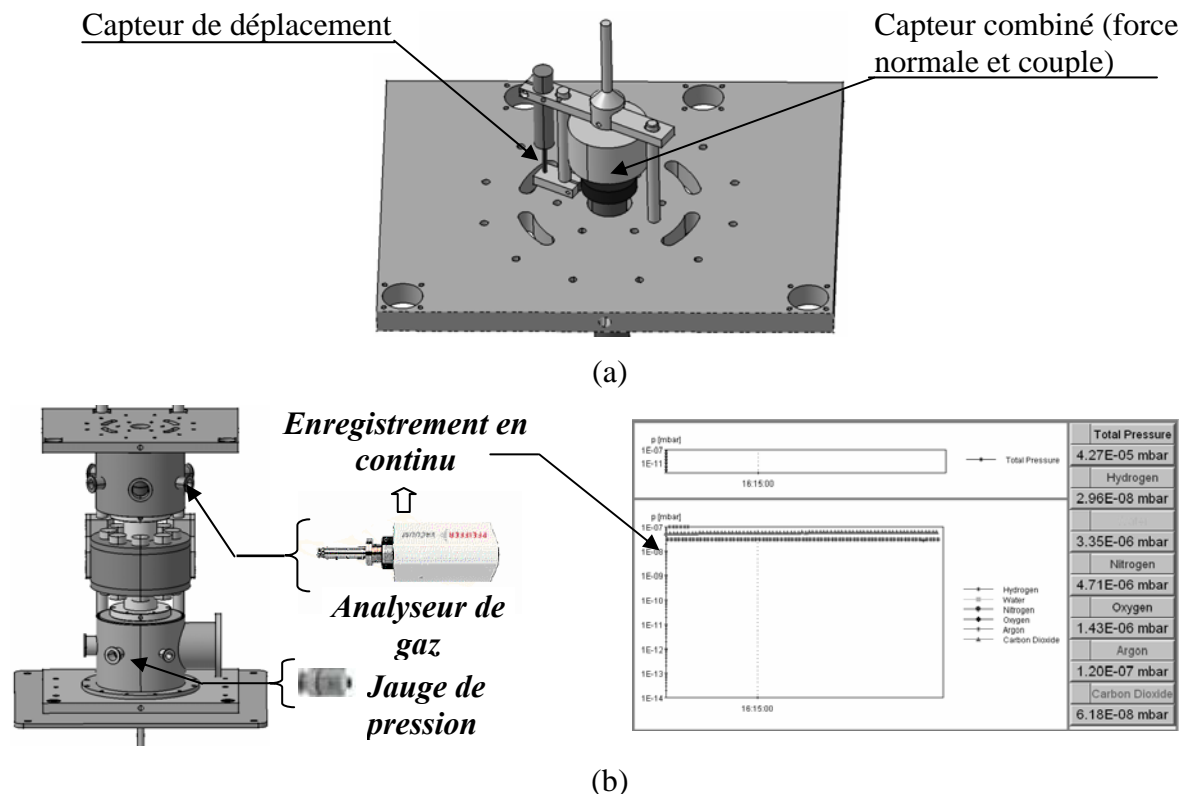 Capteur de déplacement
Capteur combiné (force
normale et couple)
(a)
Enregistrement en
continu
PFEIFFER VACUUM
Analyseur de
gaz
Jauge de
pression
p [mbar]
1E-07
1E-11
16:15:00
Total Pressure
p [mbar]
1E-07
1E-08
1E-09
1E-10
1E-11
1E-12
1E-13
1E-14
16:15:00
Hydrogen
Water
Nitrogen
Oxygen
Argon
Carbon Dioxide
Total Pressure
4.27E-05 mbar
Hydrogen
2.96E-08 mbar
3.35E-06 mbar
Nitrogen
4.71E-06 mbar
Oxygen
1.43E-06 mbar
Argon
1.20E-07 mbar
Carbon Dioxide
6.18E-08 mbar
(b)